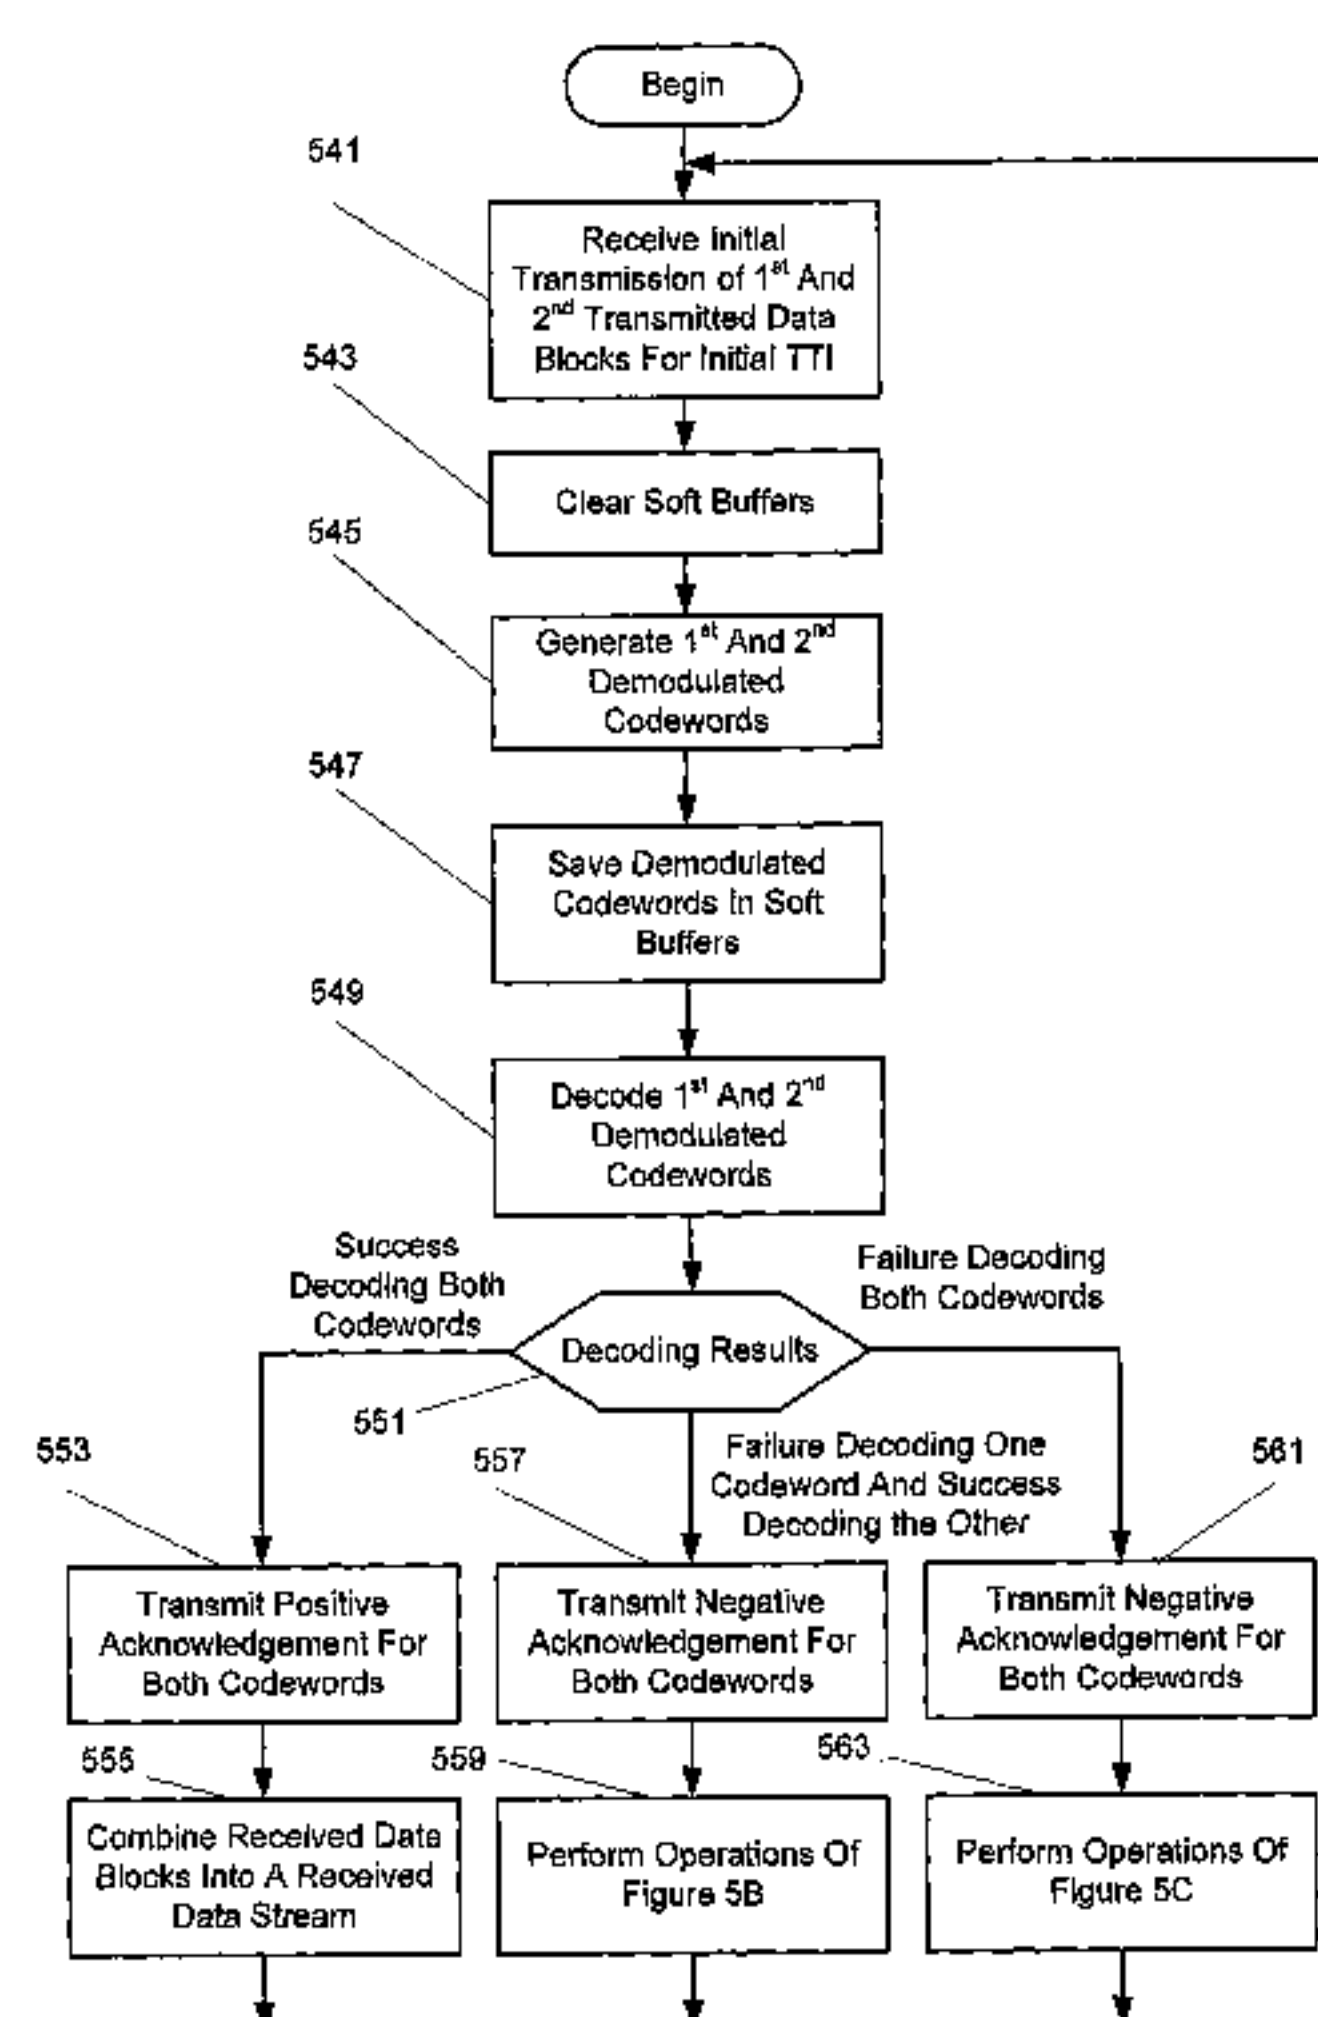 Begin
541
Receive Initial
Transmission of 1st And
2nd Transmitted Data
Blocks For Initial TTI
543
Clear Soft Buffers
545
Generate 1st And 2nd
Demodulated
Codewords
547
Save Demodulated
Codewords In Soft
Buffers
549
Decode 1st And 2nd
Demodulated
Codewords
Success
Decoding Both
Codewords
Failure Decoding
Both Codewords
Decoding Results
551
553
557
Failure Decoding One
Codeword And Success
Decoding the Other
561
Transmit Positive
Acknowledgement For
Both Codewords
Transmit Negative
Acknowledgement For
Both Codewords
Transmit Negative
Acknowledgement For
Both Codewords
555
559
563
Combine Received Data
Blocks Into A Received
Data Stream
Perform Operations Of
Figure 5B
Perform Operations Of
Figure 5C